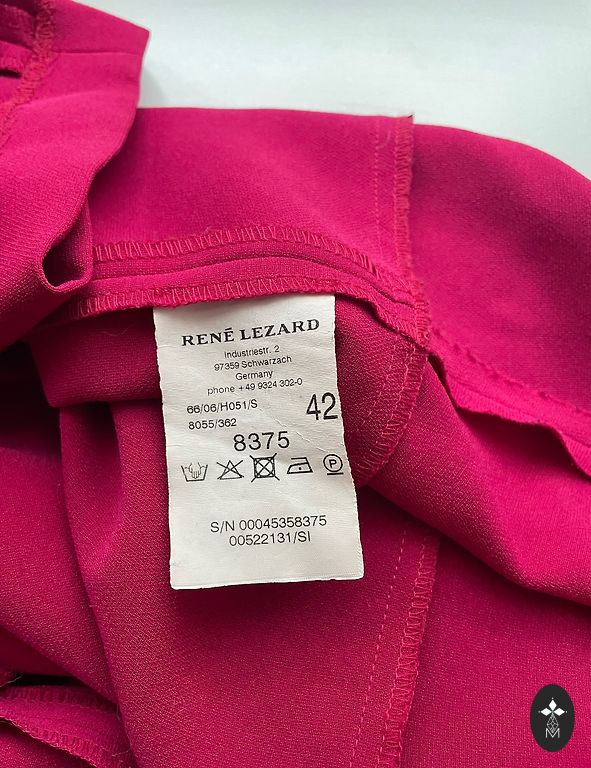 RENÉ LEZARD
Industriestr. 2
97359 Schwarzach
Germany
phone +49 9324 302-0
66/06/H051/S
42
8055/362
8375
P
S/N 00045358375
00522131/SI
M